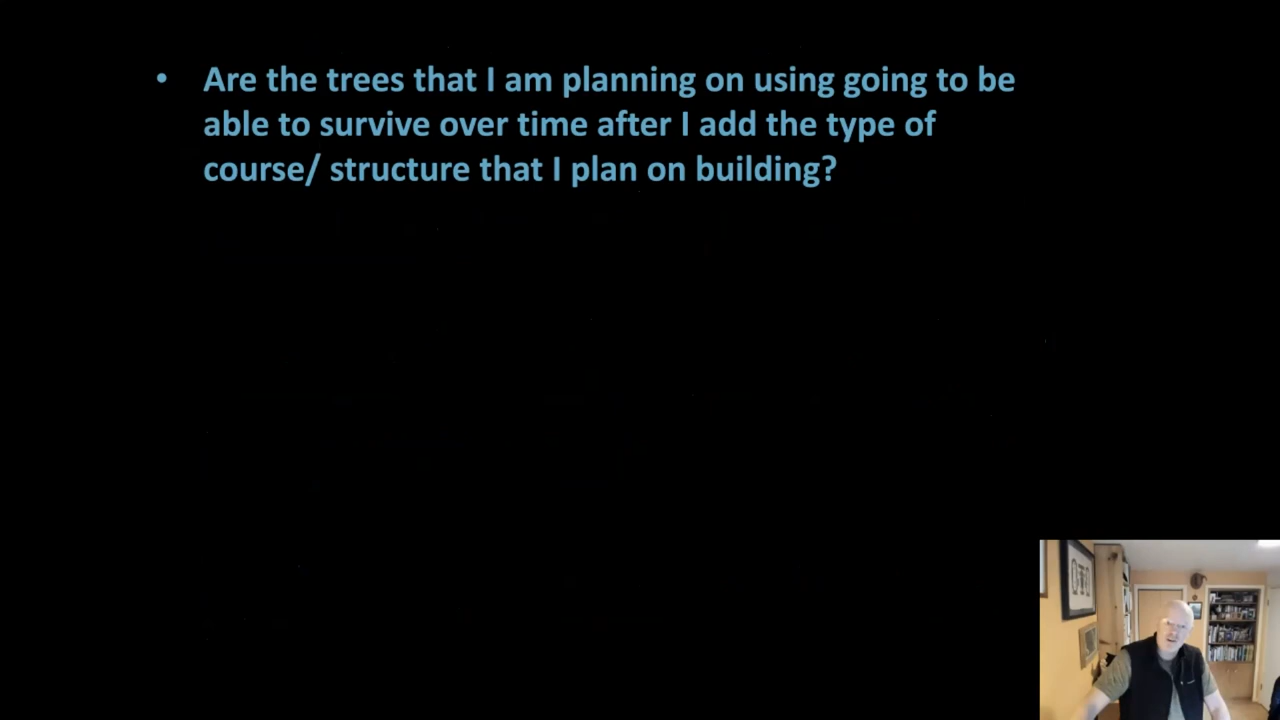 • Are the trees that I am planning on using going to be
able to survive over time after I add the type of
course/ structure that I plan on building?